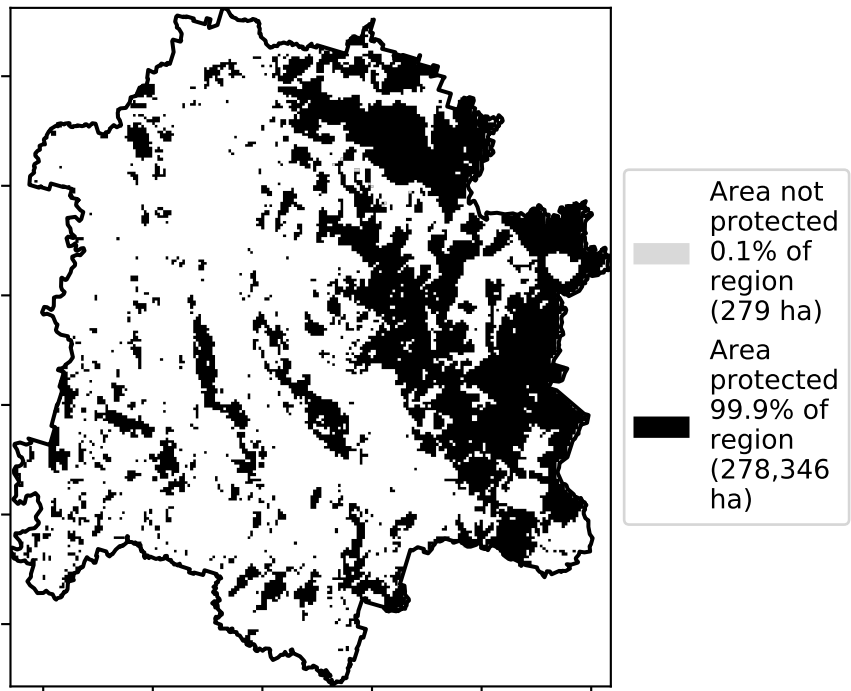 Area not
protected
0.1% of
region
(279 ha)
Area
protected
99.9% of
region
(278,346
ha)